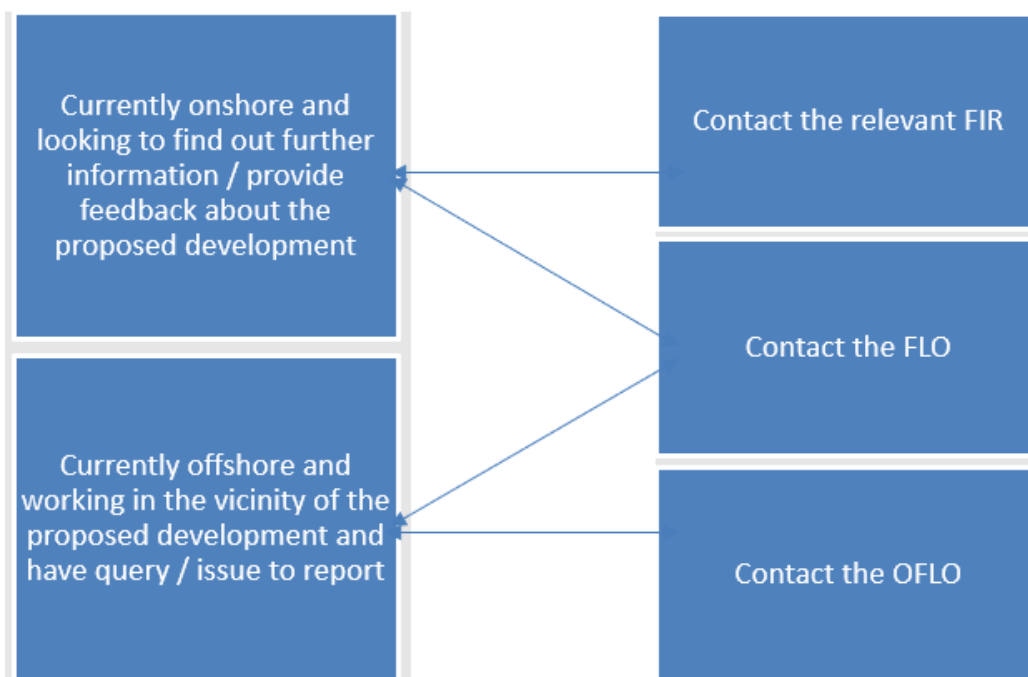 Currently onshore and
looking to find out further
information / provide
feedback about the
proposed development
Contact the relevant FIR
Contact the FLO
Currently offshore and
working in the vicinity of the
proposed development and
have query / issue to report
Contact the OFLO